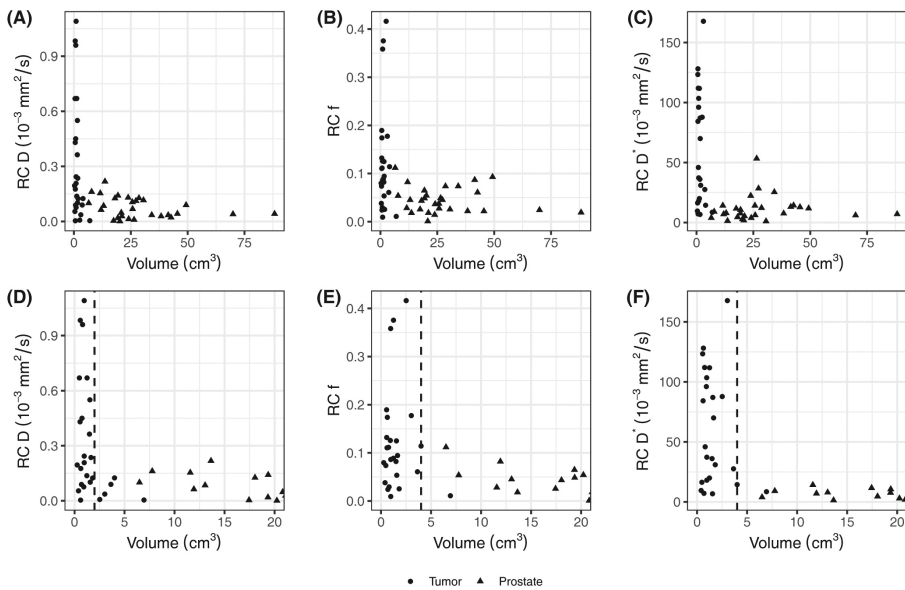 (A) (B) (C)
0.9 0.6 0.3 0.0
RC D (10⁻³ mm²/s)
0 25 50 75
Volume (cm³)
0.4 0.3 0.2 0.1 0.0
RC f
0 25 50 75
Volume (cm³)
150 100 50 0
RC D* (10⁻³ mm²/s)
0 25 50 75
Volume (cm³)
(D) (E) (F)
0.9 0.6 0.3 0.0
RC D (10⁻³ mm²/s)
0 5 10 15 20
Volume (cm³)
0.4 0.3 0.2 0.1 0.0
RC f
0 5 10 15 20
Volume (cm³)
150 100 50 0
RC D* (10⁻³ mm²/s)
0 5 10 15 20
Volume (cm³)
Tumor Prostate